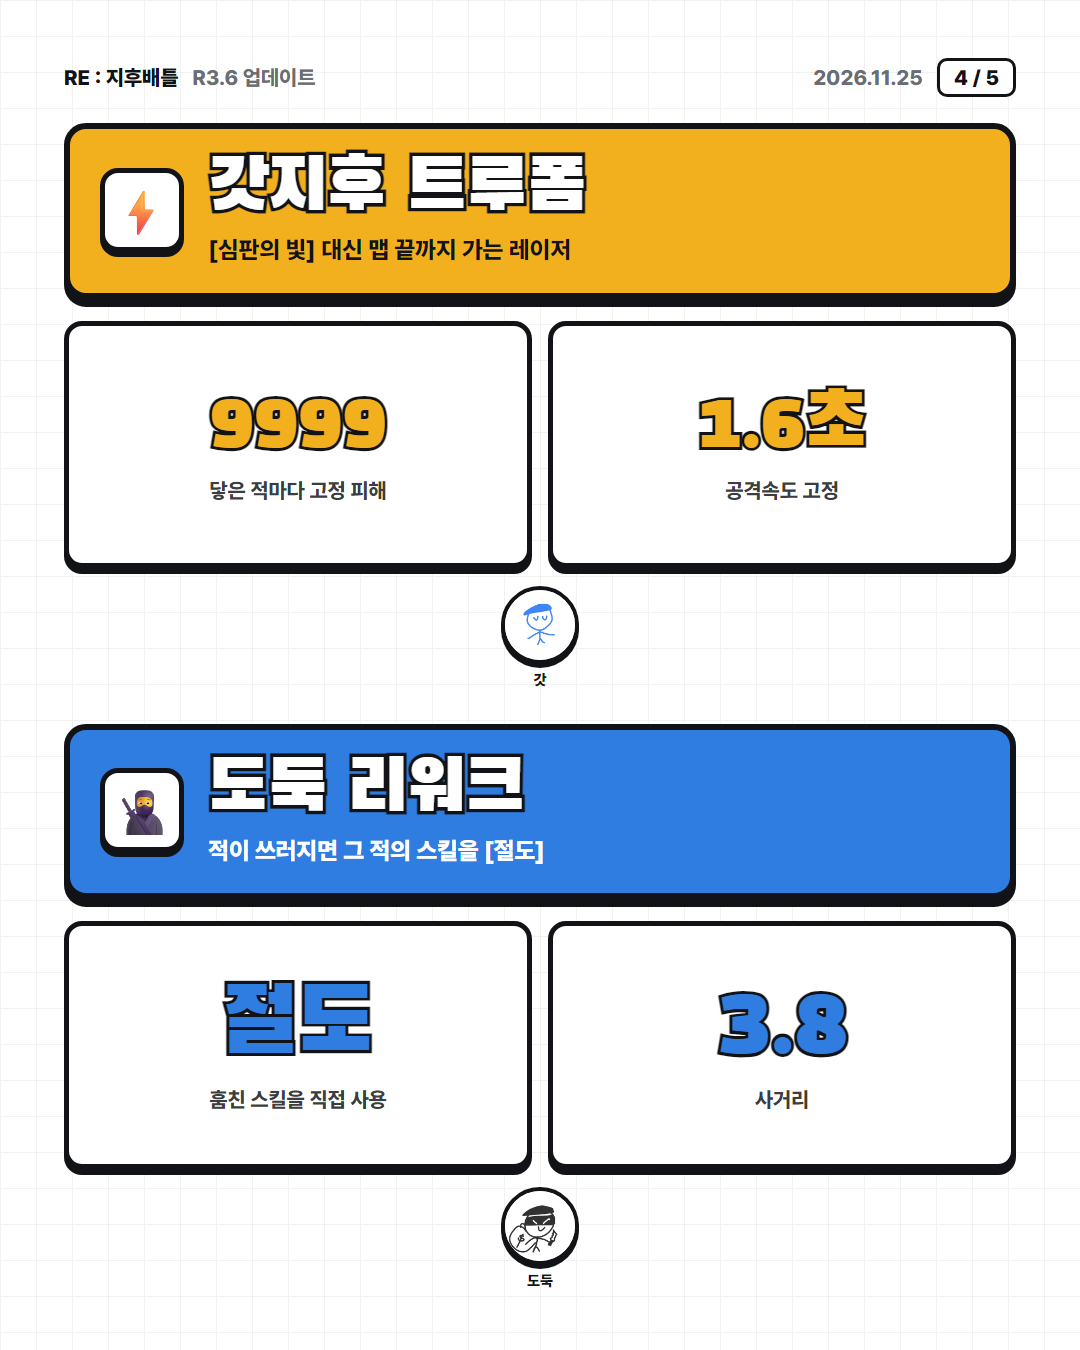 RE : 지후배틀 R3.6 업데이트
2026.11.25 4 / 5
갓지후 트루폼
[심판의 빛] 대신 맵 끝까지 가는 레이저
9999
닿은 적마다 고정 피해
1.6초
공격속도 고정
갓
도둑 리워크
적이 쓰러지면 그 적의 스킬을 [절도]
절도
훔친 스킬을 직접 사용
3.8
사거리
도둑